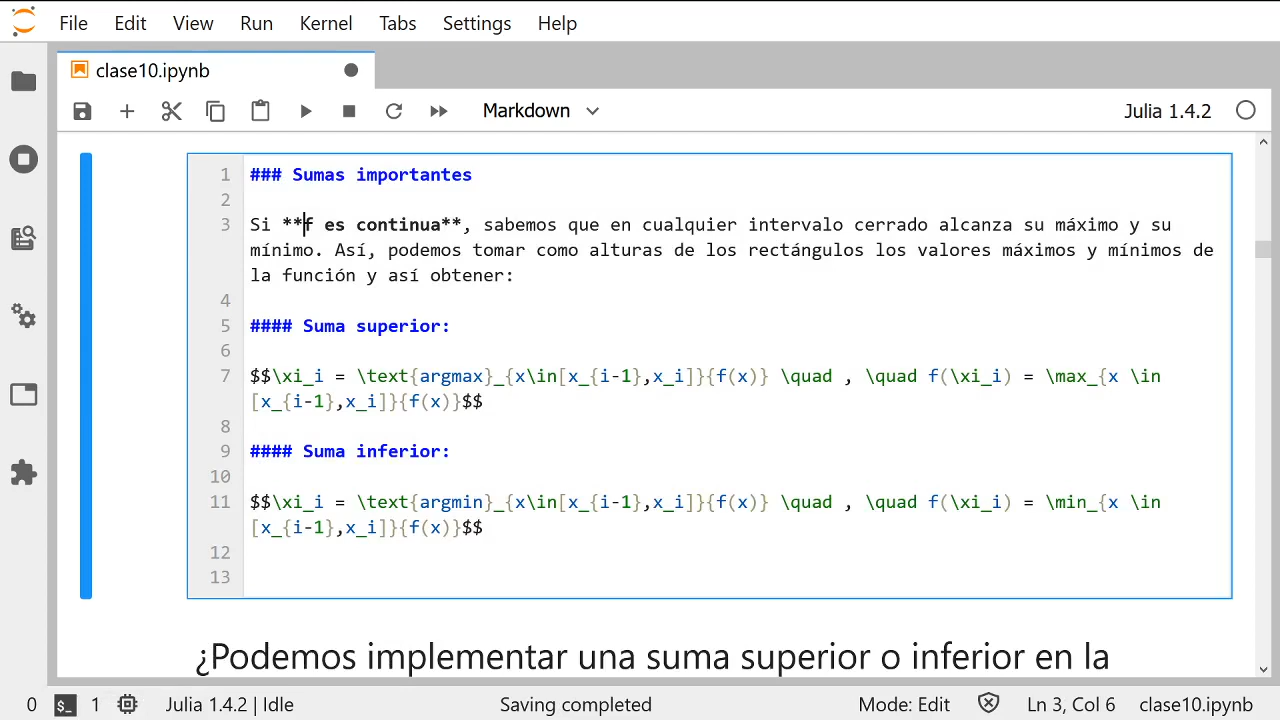 File Edit View Run Kernel Tabs Settings Help
clase10.ipynb
Markdown
Julia 1.4.2
1 ### Sumas importantes
2
3 Si **f es continua**, sabemos que en cualquier intervalo cerrado alcanza su máximo y su
mínimo. Así, podemos tomar como alturas de los rectángulos los valores máximos y mínimos de
la función y así obtener:
4
5 #### Suma superior:
6
7 $$\xi_i = \text{argmax}_{x\in[x_{i-1},x_i]}{f(x)} \quad , \quad f(\xi_i) = \max_{x \in
[x_{i-1},x_i]}{f(x)}$$
8
9 #### Suma inferior:
10
11 $$\xi_i = \text{argmin}_{x\in[x_{i-1},x_i]}{f(x)} \quad , \quad f(\xi_i) = \min_{x \in
[x_{i-1},x_i]}{f(x)}$$
12
13
¿Podemos implementar una suma superior o inferior en la
0 $_ 1 Julia 1.4.2 | Idle Saving completed Mode: Edit Ln 3, Col 6 clase10.ipynb